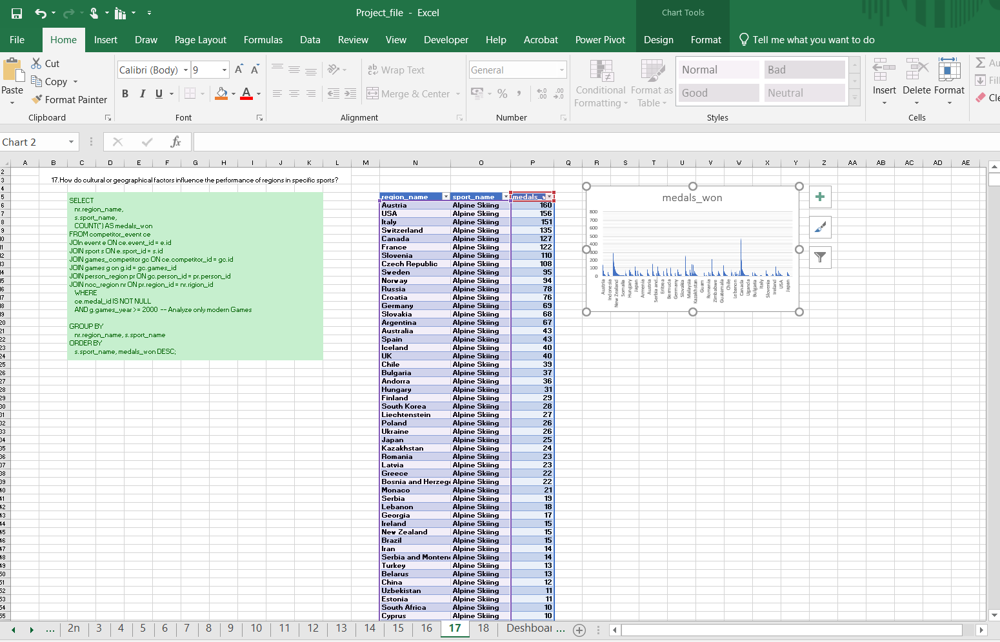 Project_file - Excel
Chart Tools
File Home Insert Draw Page Layout Formulas Data Review View Developer Help Acrobat Power Pivot Design Format Tell me what you want to do
Cut
Copy
Format Painter
Paste
Calibri (Body) 9
B I U
Wrap Text
Merge & Center
General
Conditional Formatting
Format as Table
Normal Bad
Good Neutral
Insert Delete Format
Clipboard Font Alignment Number Styles Cells
Chart 2
fx
A B C D E F G H I J K L M N O P Q R S T U V W X Y Z AA AB AC AD AE
17.How do cultural or geographical factors influence the performance of regions in specific sports?
SELECT
nr.region_name,
s.sport_name,
COUNT(*) AS medals_won
FROM competitor_event ce
JOIn event e ON ce.event_id = e.id
JOIN sport s ON e.sport_id = s.id
JOIN games_competitor gc ON ce.competitor_id = gc.id
JOIN games g on g.id = gc.games_id
JOIN person_region pr ON gc.person_id = pr.person_id
JOIN noc_region nr ON pr.region_id = nr.rigion_id
WHERE
ce.medal_id IS NOT NULL
AND g.games_year >= 2000 -- Analyze only modern Games
GROUP BY
nr.region_name, s.sport_name
ORDER BY
s.sport_name, medals_won DESC;
region_name sport_name medals_
Austria Alpine Skiing 160
USA Alpine Skiing 156
Italy Alpine Skiing 151
Switzerland Alpine Skiing 135
Canada Alpine Skiing 127
France Alpine Skiing 122
Slovenia Alpine Skiing 110
Czech Republic Alpine Skiing 108
Sweden Alpine Skiing 95
Norway Alpine Skiing 94
Russia Alpine Skiing 78
Croatia Alpine Skiing 76
Germany Alpine Skiing 69
Slovakia Alpine Skiing 68
Argentina Alpine Skiing 67
Australia Alpine Skiing 43
Spain Alpine Skiing 43
Iceland Alpine Skiing 40
UK Alpine Skiing 40
Chile Alpine Skiing 39
Bulgaria Alpine Skiing 37
Andorra Alpine Skiing 36
Hungary Alpine Skiing 31
Finland Alpine Skiing 29
South Korea Alpine Skiing 28
Liechtenstein Alpine Skiing 27
Poland Alpine Skiing 26
Ukraine Alpine Skiing 26
Japan Alpine Skiing 25
Kazakhstan Alpine Skiing 24
Romania Alpine Skiing 23
Latvia Alpine Skiing 23
Greece Alpine Skiing 22
Bosnia and Herzeg Alpine Skiing 22
Monaco Alpine Skiing 21
Serbia Alpine Skiing 19
Lebanon Alpine Skiing 18
Georgia Alpine Skiing 17
Ireland Alpine Skiing 15
New Zealand Alpine Skiing 15
Brazil Alpine Skiing 15
Iran Alpine Skiing 14
Serbia and Monten Alpine Skiing 14
Turkey Alpine Skiing 13
Belarus Alpine Skiing 13
China Alpine Skiing 12
Uzbekistan Alpine Skiing 11
Estonia Alpine Skiing 11
South Africa Alpine Skiing 10
Cyprus Alpine Skiing 10
medals_won
800
700
600
500
400
300
200
100
0
Austria
Indonesia
New Zealand
Somalia
Hungary
Japan
Armenia
Austria
Serbia and
Eritrea
Bermuda
Germany
Slovakia
Malaysia
Kazakhstan
Guam
Romania
Zimbabwe
Guatemala
Chile
Lebanon
Canada
Uganda
Bulgaria
Italy
Slovenia
Ireland
USA
Japan
... 2n 3 4 5 6 7 8 9 10 11 12 13 14 15 16 17 18 Deshboar ...